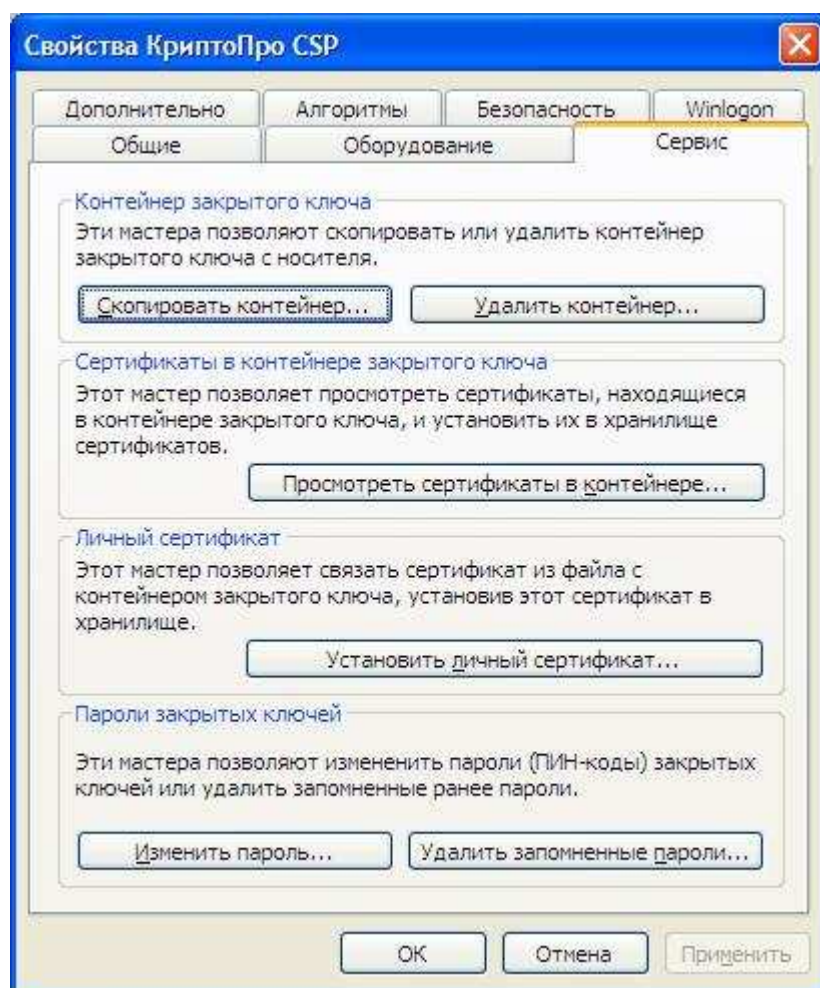 Свойства КриптоПро CSP
Дополнительно Алгоритмы Безопасность Winlogon
Общие Оборудование Сервис
Контейнер закрытого ключа
Эти мастера позволяют скопировать или удалить контейнер
закрытого ключа с носителя.
Скопировать контейнер... Удалить контейнер...
Сертификаты в контейнере закрытого ключа
Этот мастер позволяет просмотреть сертификаты, находящиеся
в контейнере закрытого ключа, и установить их в хранилище
сертификатов.
Просмотреть сертификаты в контейнере...
Личный сертификат
Этот мастер позволяет связать сертификат из файла с
контейнером закрытого ключа, установив этот сертификат в
хранилище.
Установить личный сертификат...
Пароли закрытых ключей
Эти мастера позволяют измененить пароли (ПИН-коды) закрытых
ключей или удалить запомненные ранее пароли.
Изменить пароль... Удалить запомненные пароли...
ОК Отмена Применить